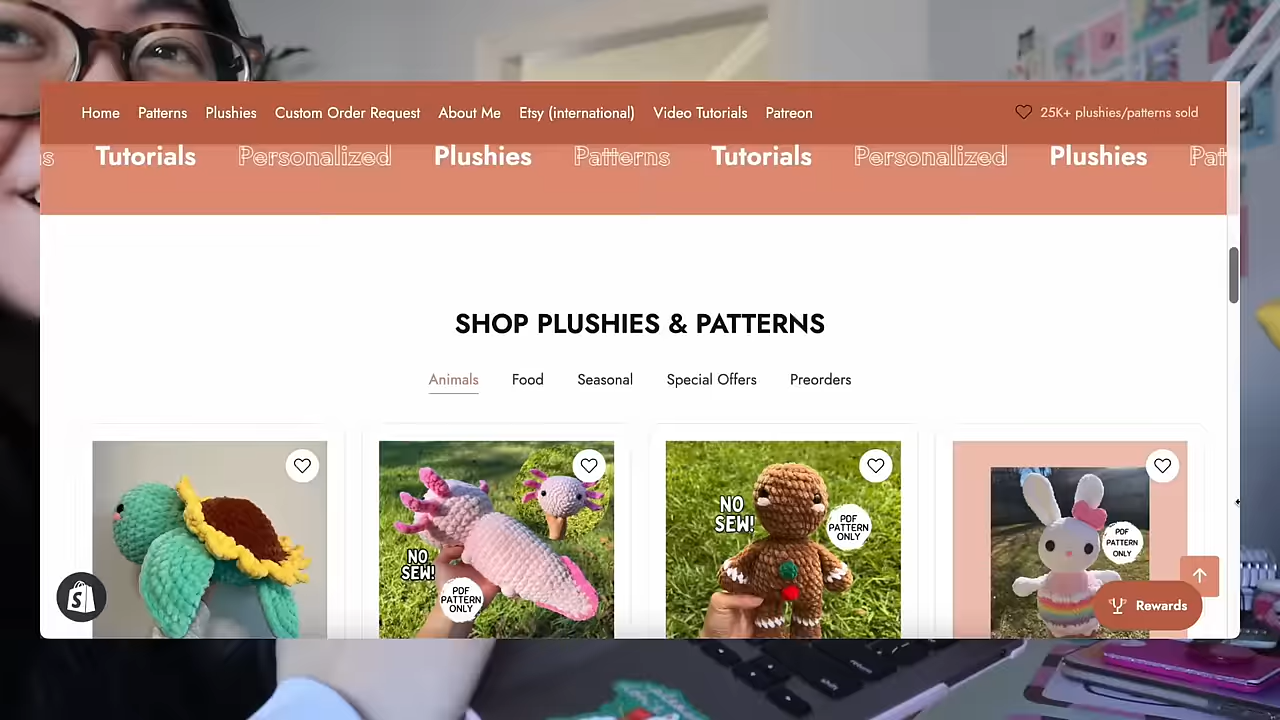 Home Patterns Plushies Custom Order Request About Me Etsy (international) Video Tutorials Patreon 25K+ plushies/patterns sold
Tutorials Personalized Plushies Patterns Tutorials Personalized Plushies
SHOP PLUSHIES & PATTERNS
Animals Food Seasonal Special Offers Preorders
NO
SEW!
PDF
PATTERN
ONLY
NO
SEW!
PDF
PATTERN
ONLY
PDF
PATTERN
ONLY
Rewards
return
shift